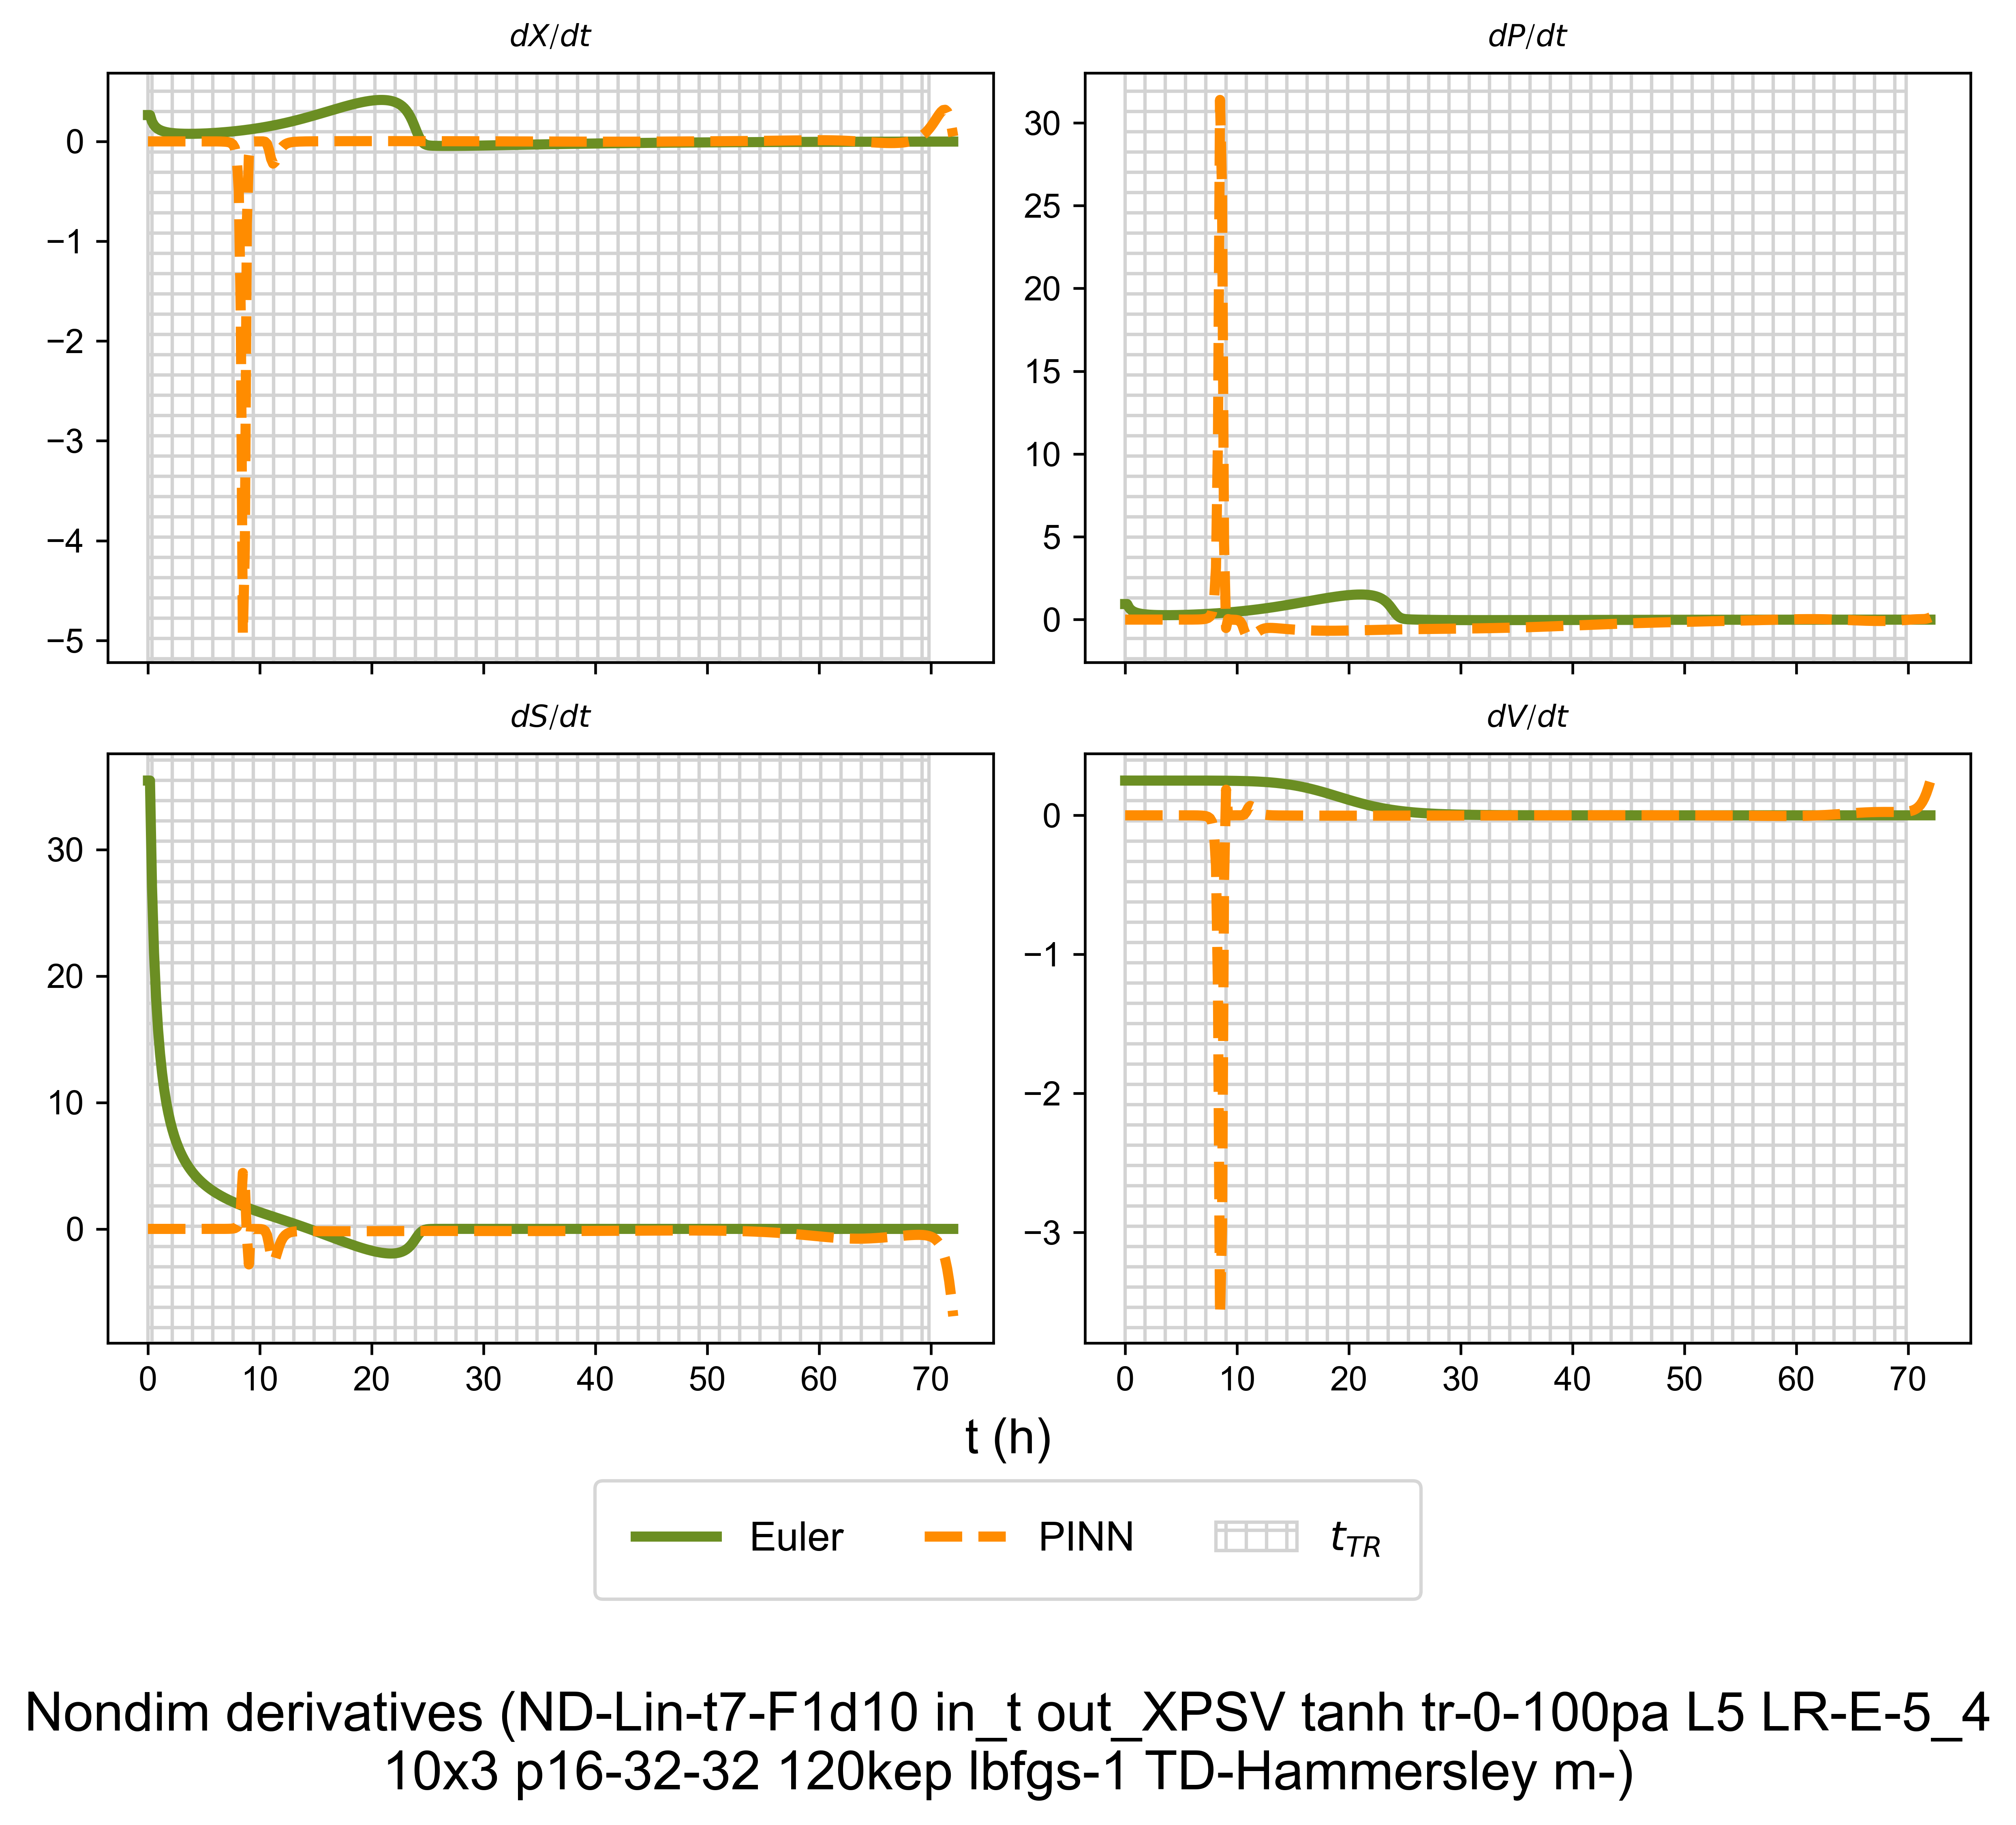 dX/dt
dP/dt
0
−1
−2
−3
−4
−5
30
25
20
15
10
5
0
dS/dt
dV/dt
30
20
10
0
0
−1
−2
−3
0 10 20 30 40 50 60 70
0 10 20 30 40 50 60 70
t (h)
Euler PINN t_TR
Nondim derivatives (ND-Lin-t7-F1d10 in_t out_XPSV tanh tr-0-100pa L5 LR-E-5_4
10x3 p16-32-32 120kep lbfgs-1 TD-Hammersley m-)